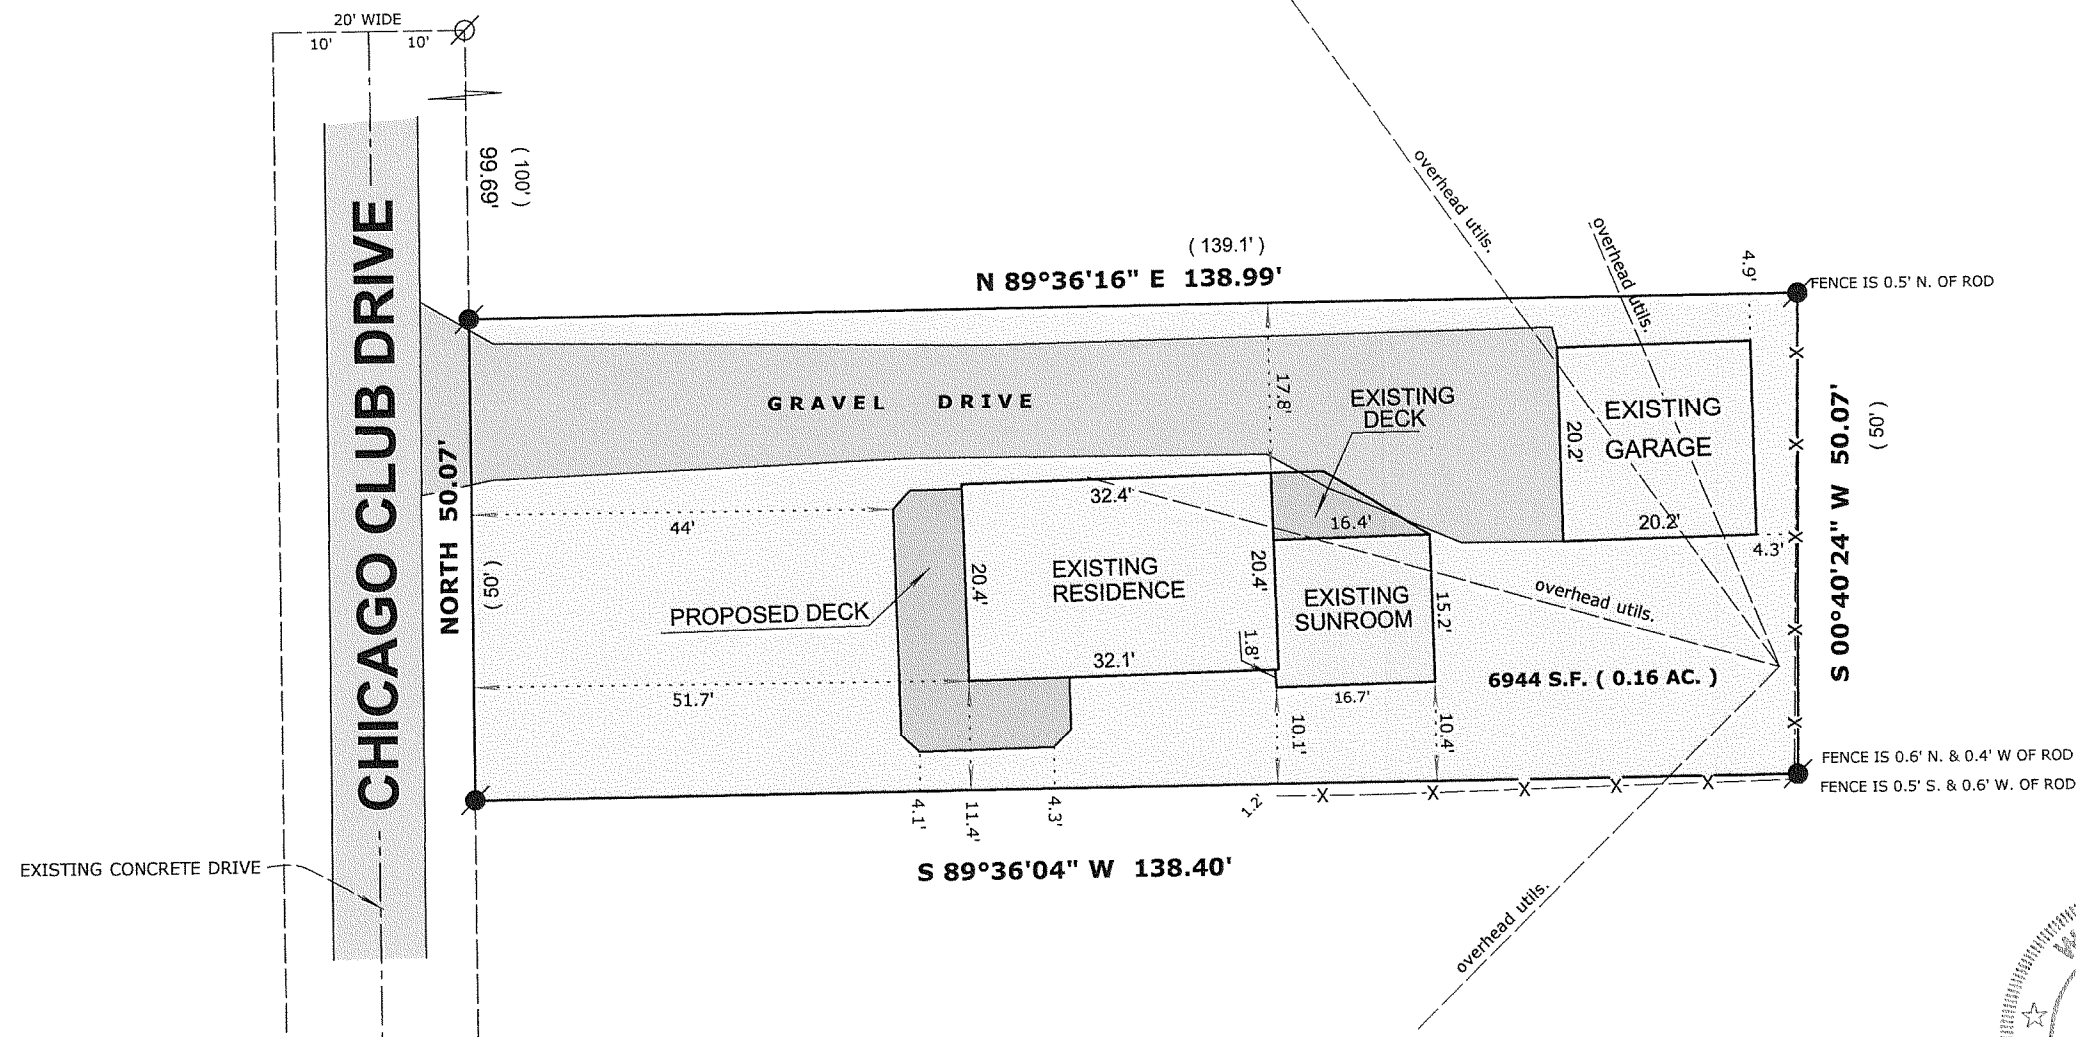 20' WIDE
10'
10'
( 100' )
99.69'
CHICAGO CLUB DRIVE
NORTH 50.07'
( 50' )
( 139.1' )
N 89°36'16" E 138.99'
overhead utils.
overhead utils.
4.9'
FENCE IS 0.5' N. OF ROD
GRAVEL DRIVE
17.8'
EXISTING
DECK
20.2'
EXISTING
GARAGE
20.2'
4.3'
S 00°40'24" W 50.07'
( 50' )
44'
32.4'
16.4'
PROPOSED DECK
20.4'
EXISTING
RESIDENCE
20.4'
EXISTING
SUNROOM
15.2'
overhead utils.
1.8'
32.1'
51.7'
16.7'
6944 S.F. ( 0.16 AC. )
10.1'
10.4'
4.1'
11.4'
4.3'
1.2'
X
X
X
X
X
X
X
X
X
X
FENCE IS 0.6' N. & 0.4' W OF ROD
FENCE IS 0.5' S. & 0.6' W. OF ROD
EXISTING CONCRETE DRIVE
S 89°36'04" W 138.40'
overhead utils.